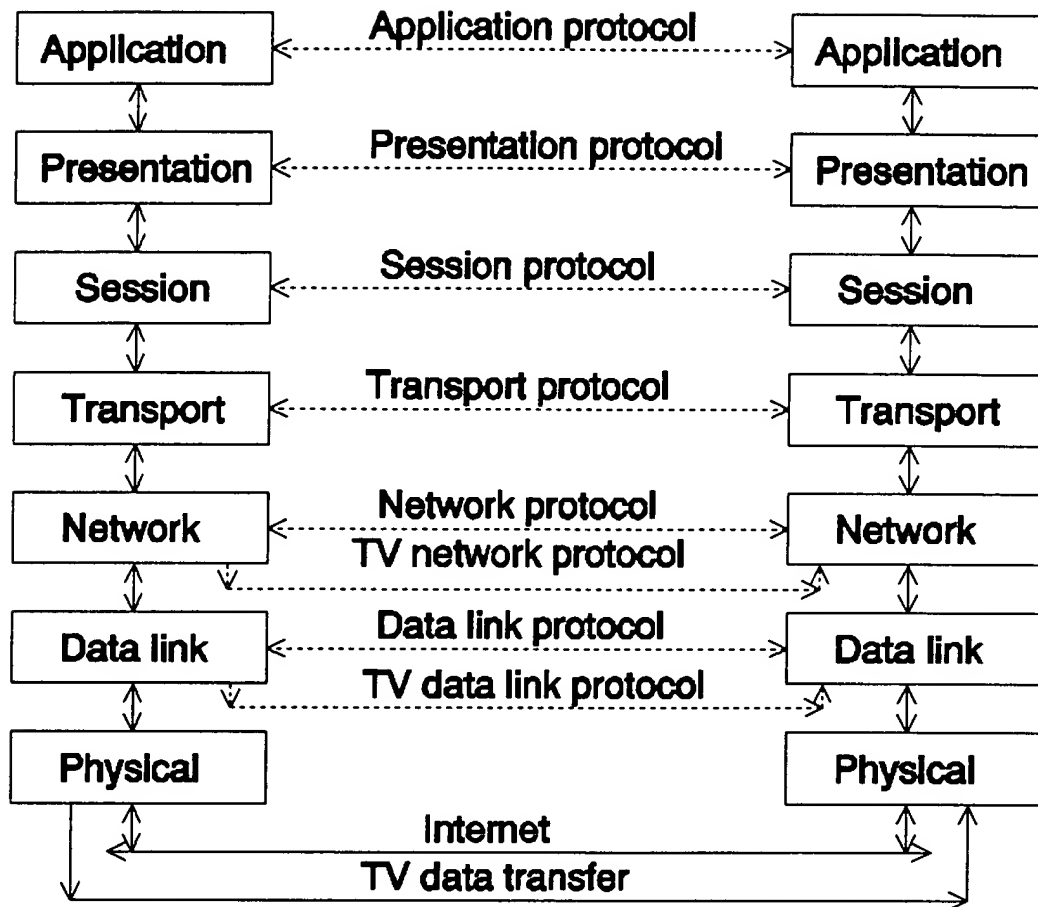 Application protocol
Application
Application
Presentation protocol
Presentation
Presentation
Session protocol
Session
Session
Transport protocol
Transport
Transport
Network protocol
Network
Network
TV network protocol
Data link protocol
Data link
Data link
TV data link protocol
Physical
Physical
Internet
TV data transfer